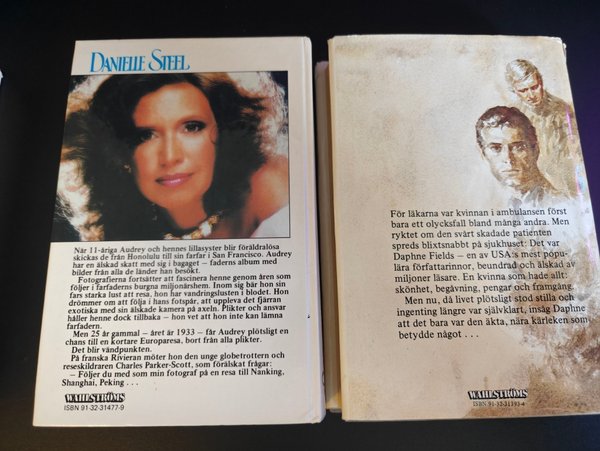 DANIELLE STEEL
När 11-åriga Audrey och hennes lillasyster blir föräldralösa
skickas de från Honolulu till sin farfar i San Francisco. Audrey
har en älskad skatt med sig i bagaget – faderns album med
bilder från alla de länder han besökt.
Fotografierna fortsätter att fascinera henne genom åren som
följer i farfaderns burgna miljonärshem. Inom sig bär hon sin
fars starka lust att resa, hon har vandringslusten i blodet. Hon
drömmer om att följa i hans fotspår, att uppleva det fjärran
exotiska med sin älskade kamera på axeln. Plikter och ansvar
håller henne dock tillbaka – hon vet att hon inte kan lämna
farfadern.
Men 25 år gammal – året är 1933 – får Audrey plötsligt en
chans till en kortare Europaresa, bort från alla plikter.
Det blir vändpunkten.
På franska Rivieran möter hon den unge globetrottern och
reseskildraren Charles Parker-Scott, som förälskat frågar:
– Följer du med som min fotograf på en resa till Nanking,
Shanghai, Peking . . .
WAHLSTRÖMS
ISBN 91-32-31477-9
För läkarna var kvinnan i ambulansen först
bara ett olycksfall bland många andra. Men
ryktet om den svårt skadade patienten
spreds blixtsnabbt på sjukhuset: Det var
Daphne Fields – en av USA:s mest popu-
lära författarinnor, beundrad och älskad av
miljoner läsare. En kvinna som hade allt:
skönhet, begåvning, pengar och framgång.
Men nu, då livet plötsligt stod stilla och
ingenting längre var självklart, insåg Daphne
att det bara var den äkta, nära kärleken som
betydde något . . .
WAHLSTRÖMS
ISBN 91-32-31393-4